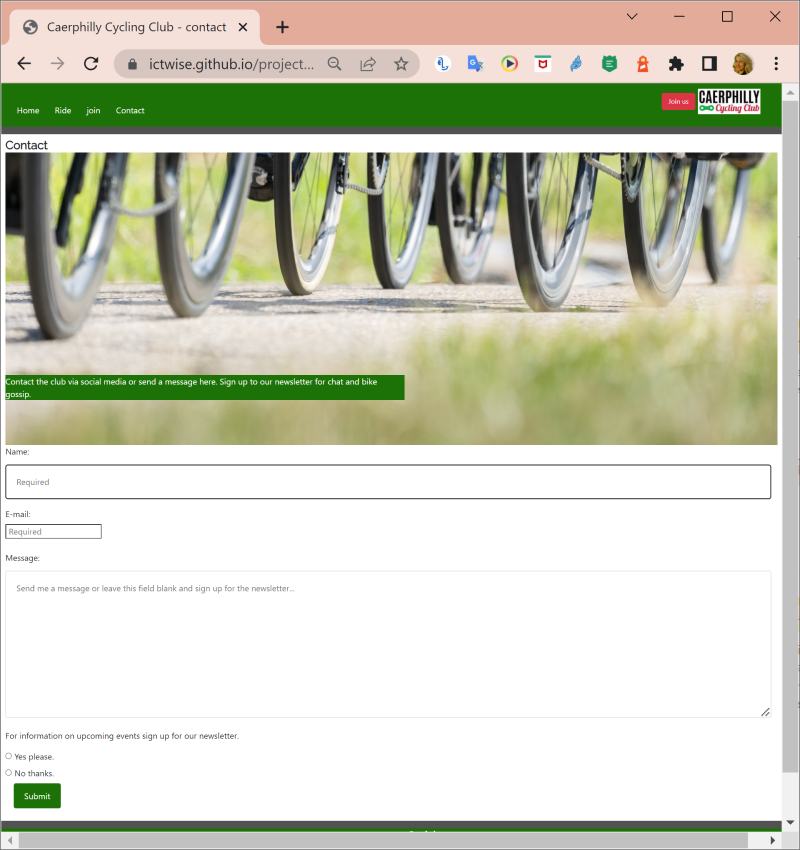 Caerphilly Cycling Club - contact
ictwise.github.io/project...
Home Ride join Contact
Join us
CAERPHILLY
Cycling Club
Contact
Contact the club via social media or send a message here. Sign up to our newsletter for chat and bike
gossip.
Name:
Required
E-mail:
Required
Message:
Send me a message or leave this field blank and sign up for the newsletter...
For information on upcoming events sign up for our newsletter.
Yes please.
No thanks.
Submit